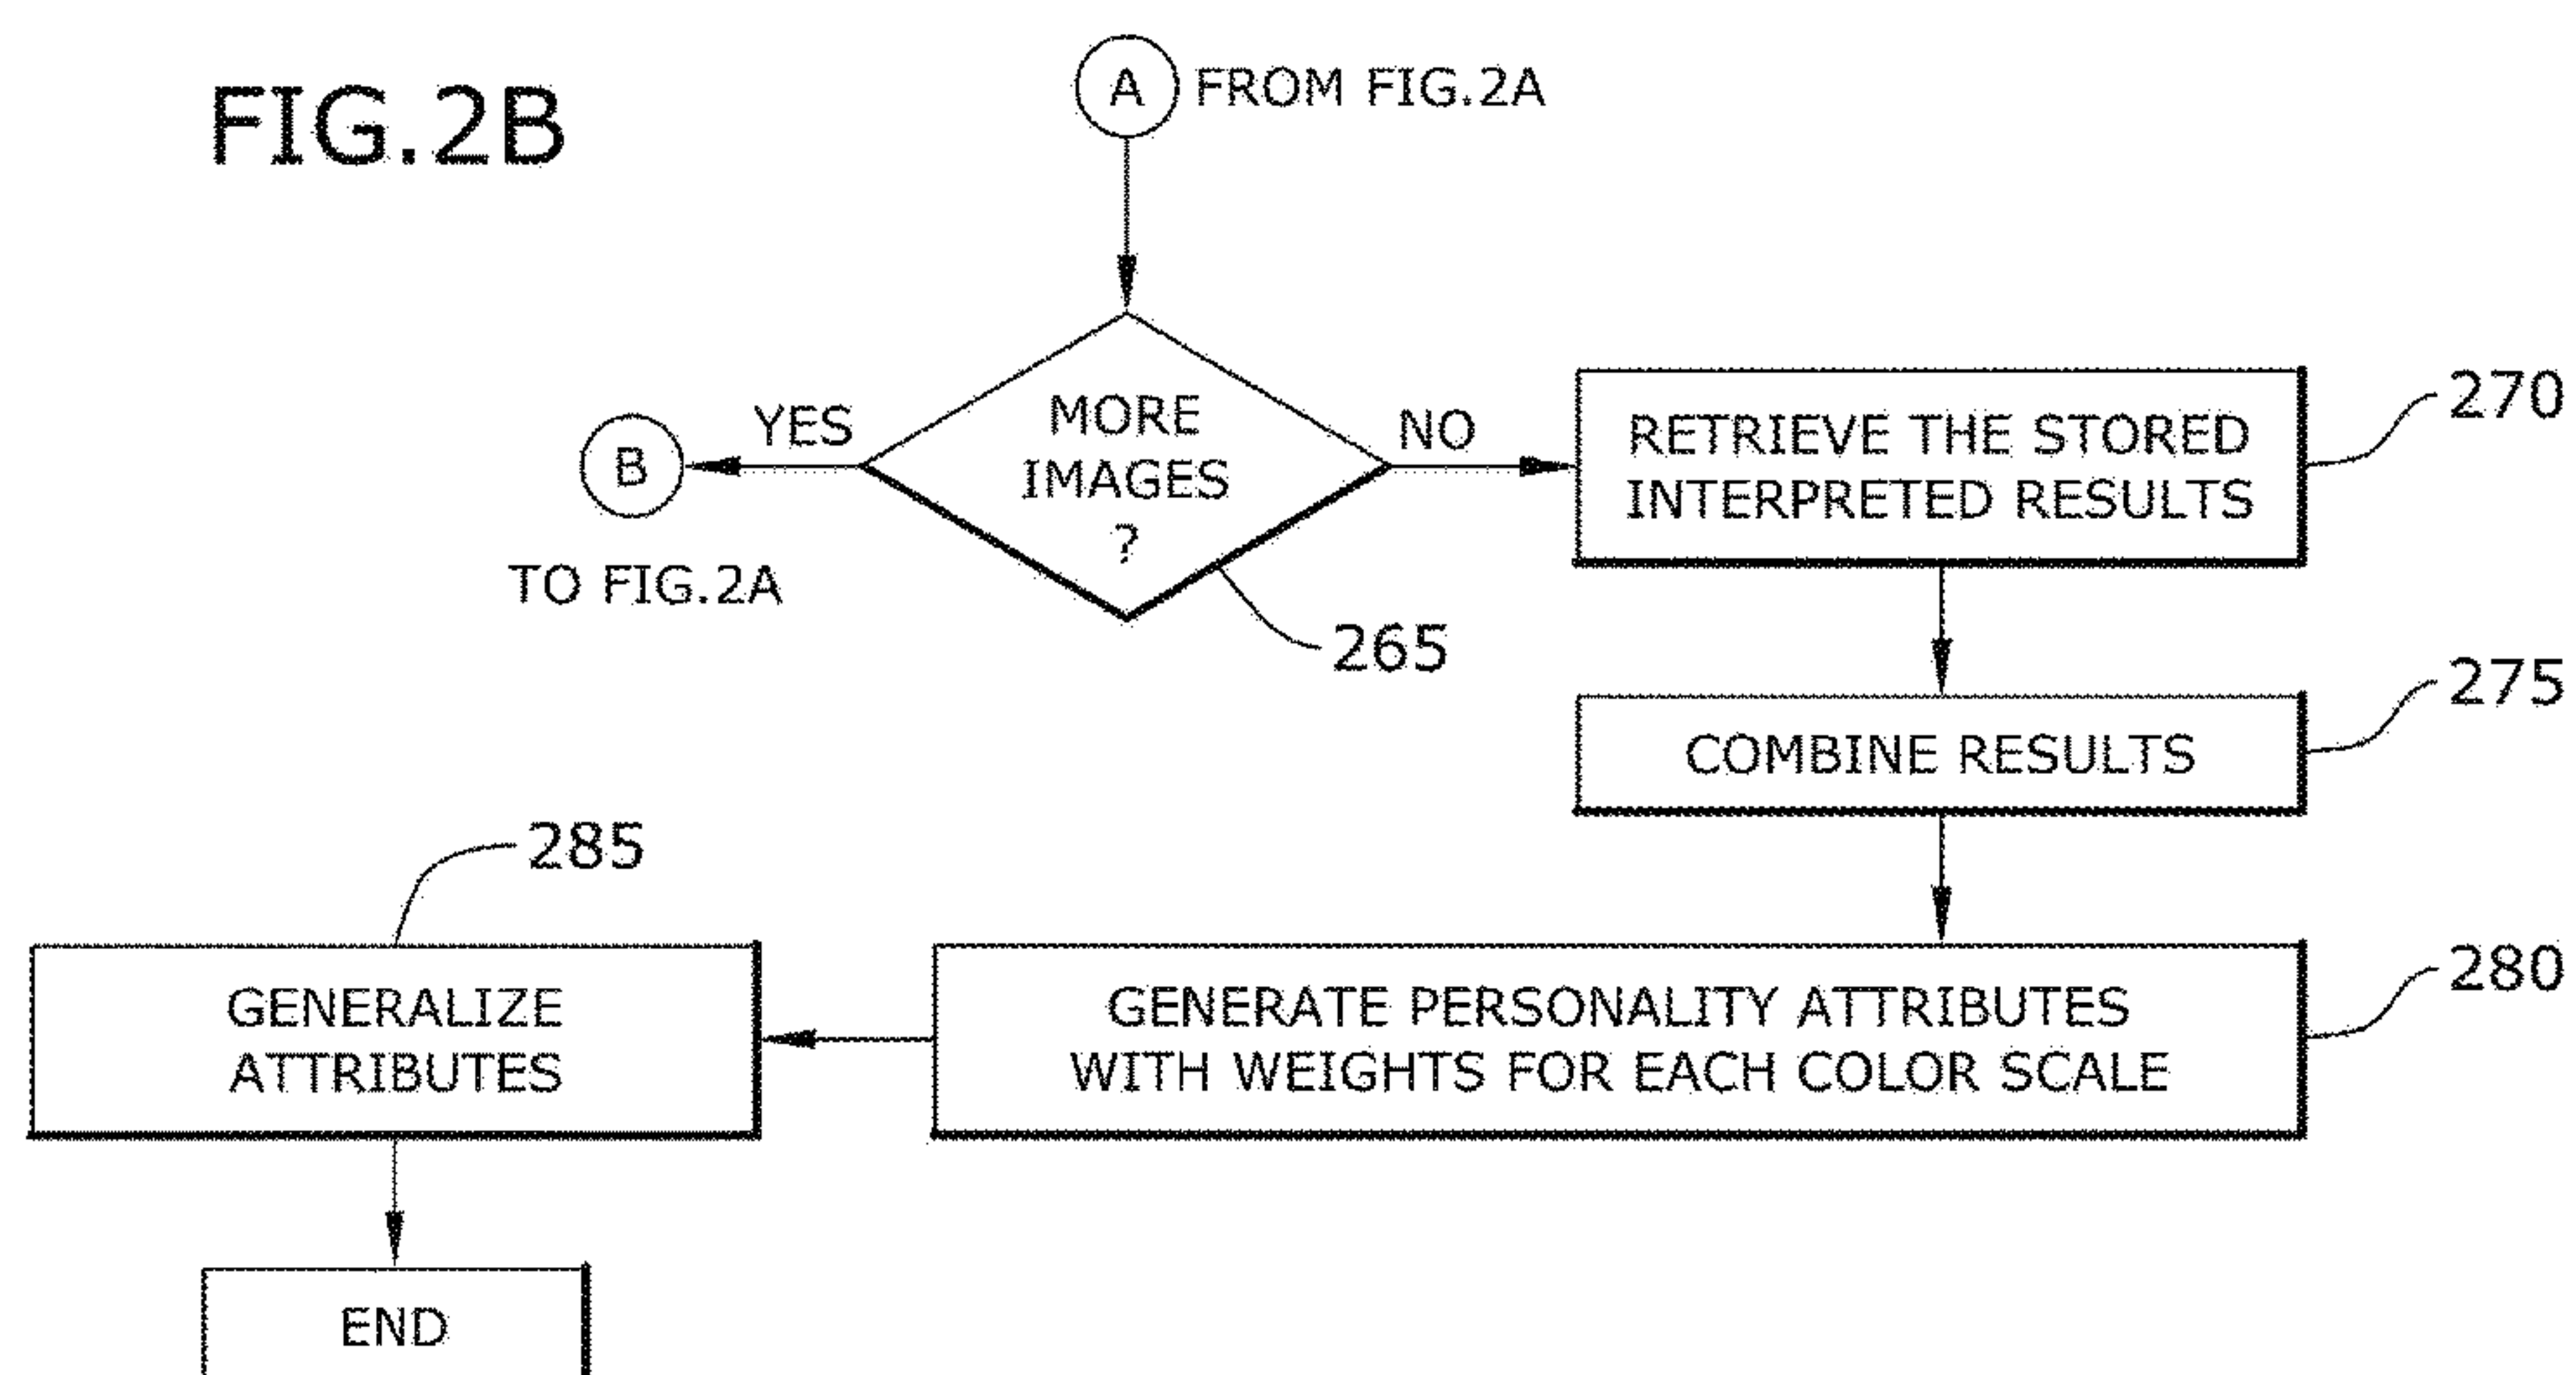 FIG.2B
A FROM FIG.2A
MORE
IMAGES
?
YES
NO
B
TO FIG.2A
265
RETRIEVE THE STORED
INTERPRETED RESULTS
270
COMBINE RESULTS
275
GENERATE PERSONALITY ATTRIBUTES
WITH WEIGHTS FOR EACH COLOR SCALE
280
GENERALIZE
ATTRIBUTES
285
END